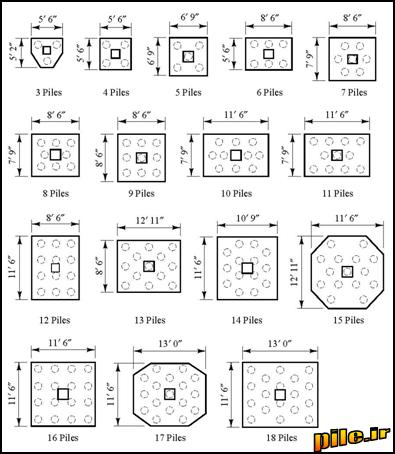 5′ 6″ 5′ 6″ 6′ 9″ 8′ 6″ 8′ 6″
5′ 2″ 5′ 6″ 6′ 9″ 5′ 6″ 7′ 9″
3 Piles 4 Piles 5 Piles 6 Piles 7 Piles
8′ 6″ 8′ 6″ 11′ 6″ 11′ 6″
7′ 9″ 8′ 6″ 7′ 9″ 7′ 9″
8 Piles 9 Piles 10 Piles 11 Piles
8′ 6″ 12′ 11″ 10′ 9″ 11′ 6″
11′ 6″ 8′ 6″ 11′ 6″ 12′ 11″
12 Piles 13 Piles 14 Piles 15 Piles
11′ 6″ 13′ 0″ 13′ 0″
11′ 6″ 11′ 6″ 11′ 6″
16 Piles 17 Piles 18 Piles
pile.ir